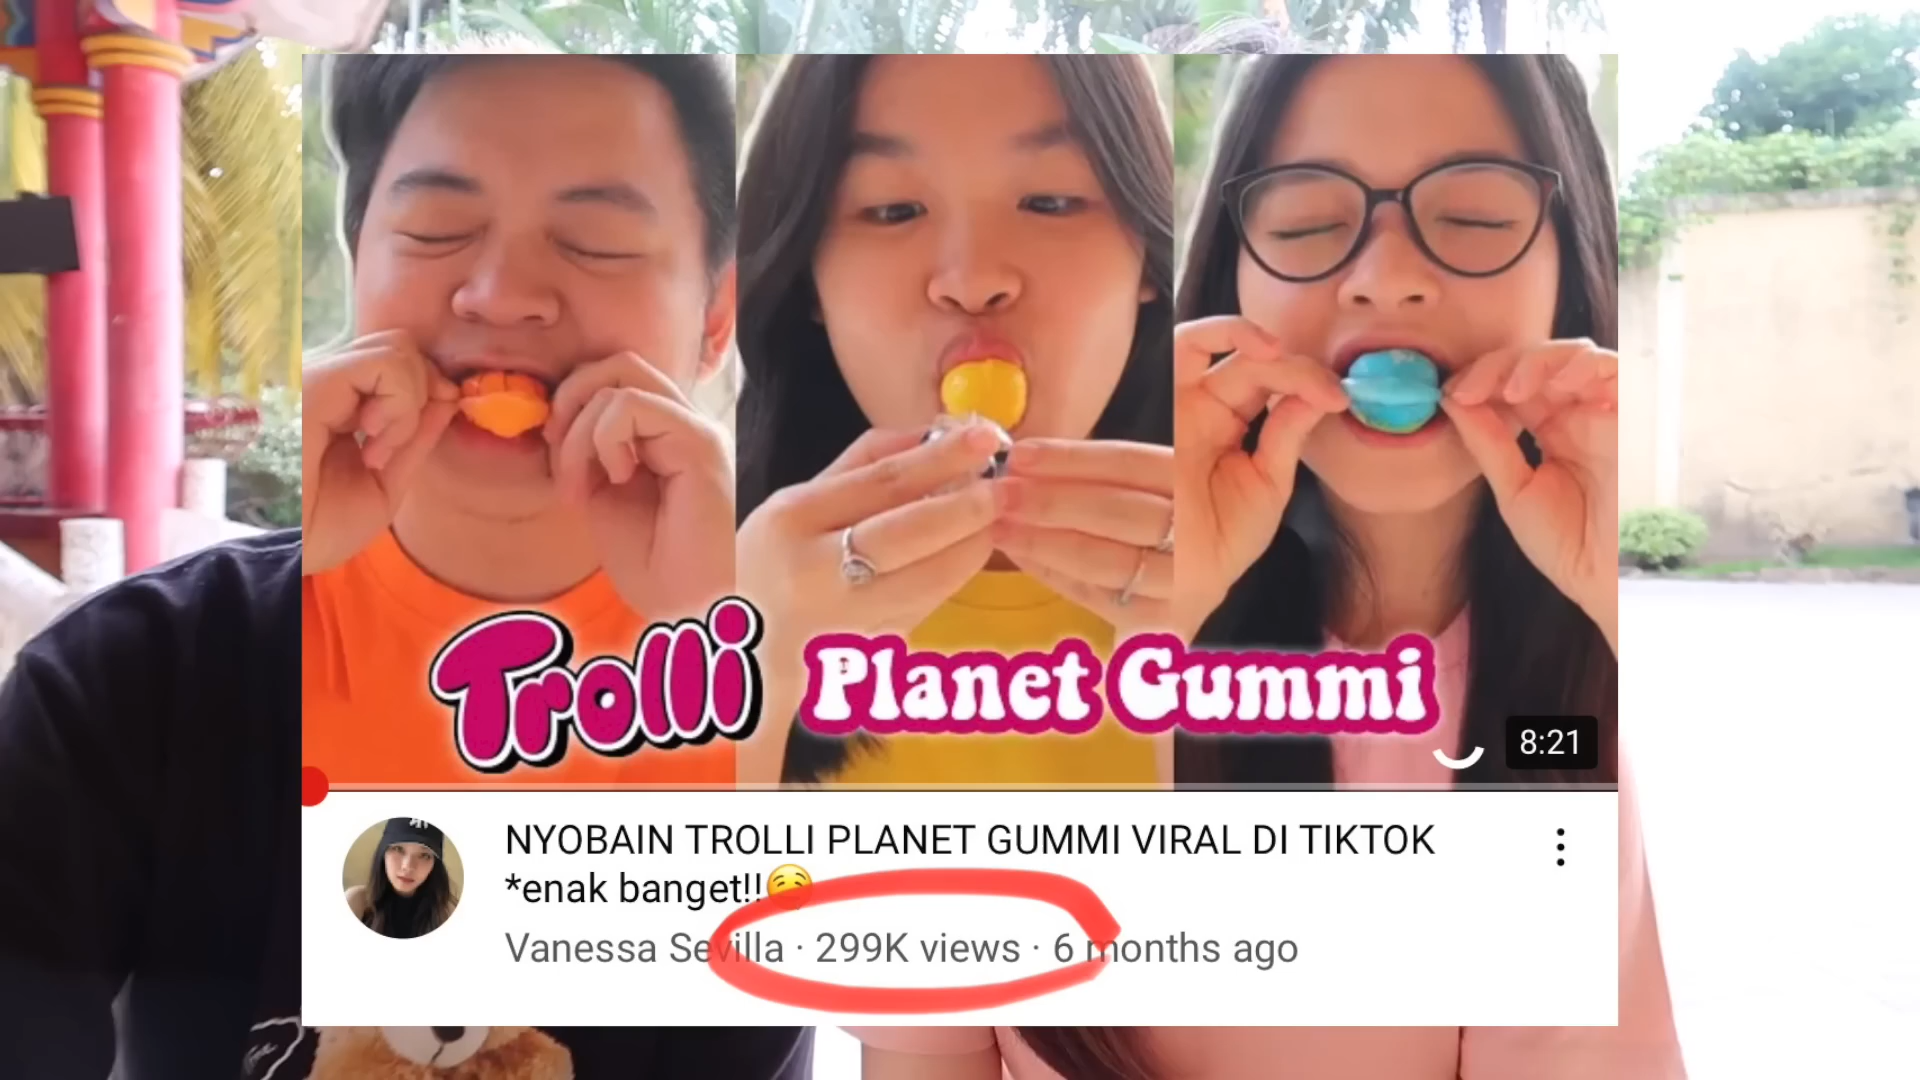 Trolli Planet Gummi
8:21
NYOBAIN TROLLI PLANET GUMMI VIRAL DI TIKTOK
*enak banget!!😏
Vanessa Sevilla · 299K views · 6 months ago